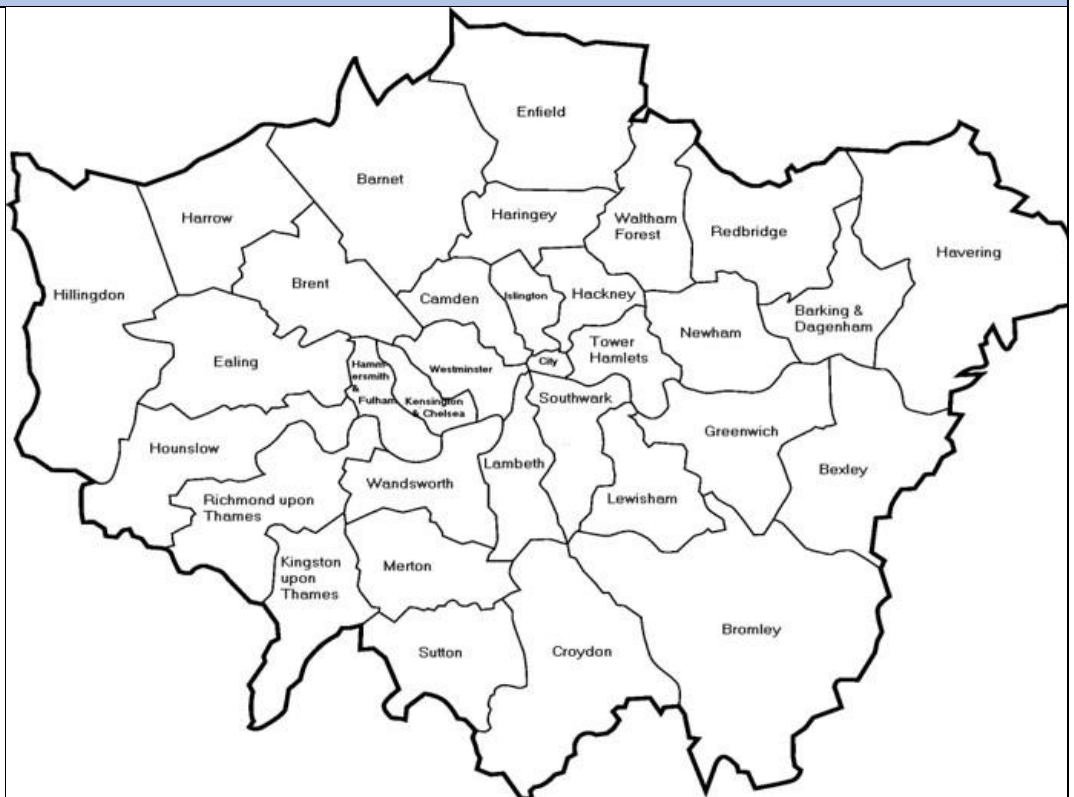 Enfield
Barnet
Harrow
Haringey
Waltham
Forest
Redbridge
Havering
Hillingdon
Brent
Camden
Islington
Hackney
Newham
Barking &
Dagenham
Ealing
Tower
Hamlets
City
Westminster
Hamm
ersmith
&
Fulham
Kensington
& Chelsea
Southwark
Greenwich
Hounslow
Bexley
Lambeth
Wandsworth
Richmond upon
Thames
Lewisham
Kingston
upon
Thames
Merton
Bromley
Sutton
Croydon